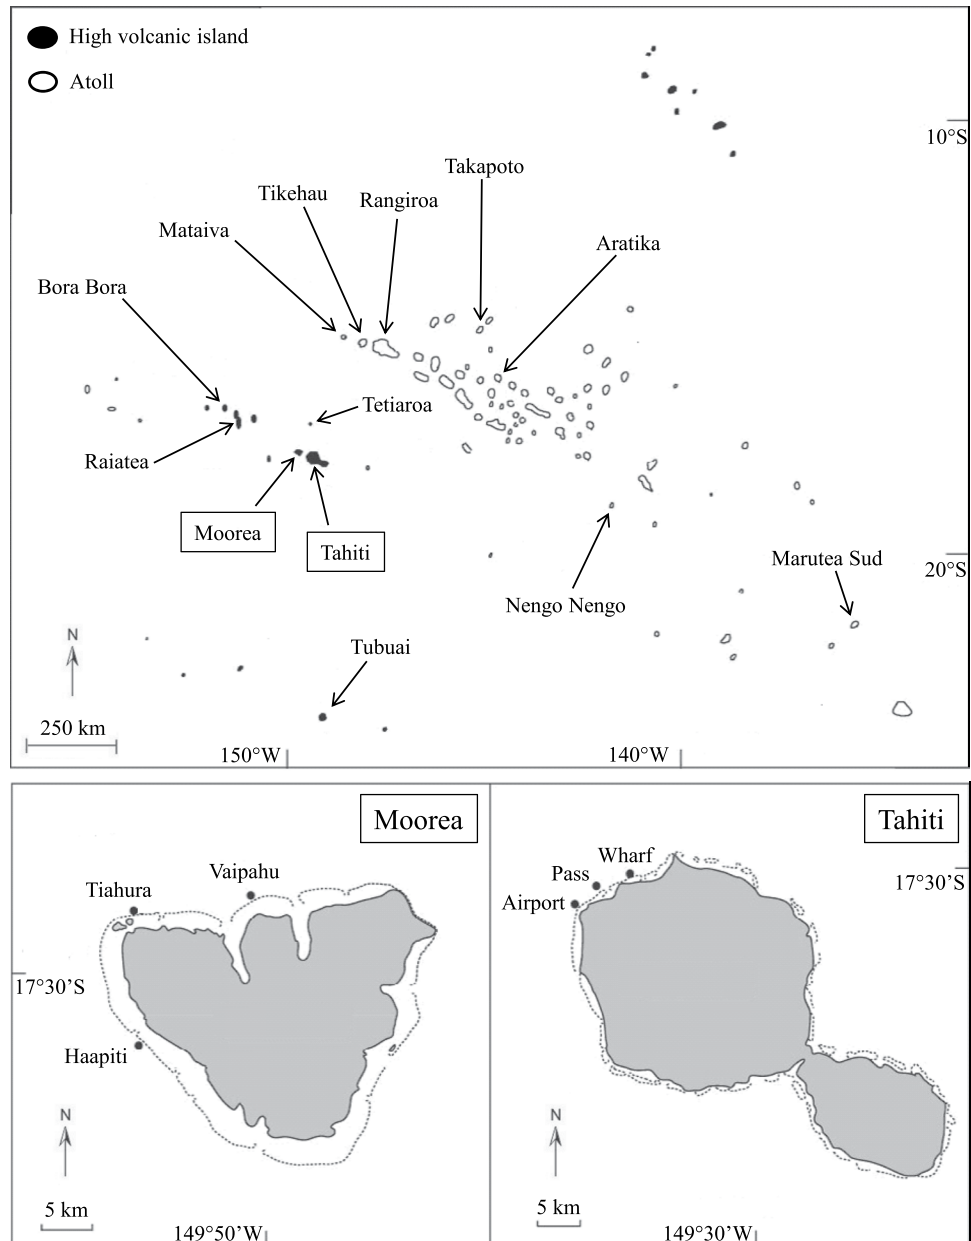 High volcanic island
Atoll
10°S
Takapoto
Tikehau
Rangiroa
Mataiva
Aratika
Bora Bora
Tetiaroa
Raiatea
Moorea
Tahiti
20°S
Marutea Sud
Nengo Nengo
Tubuai
N
250 km
150°W
140°W
Moorea
Tiahura
Vaipahu
17°30'S
Haapiti
N
5 km
149°50'W
Tahiti
Wharf
Pass
Airport
17°30'S
N
5 km
149°30'W